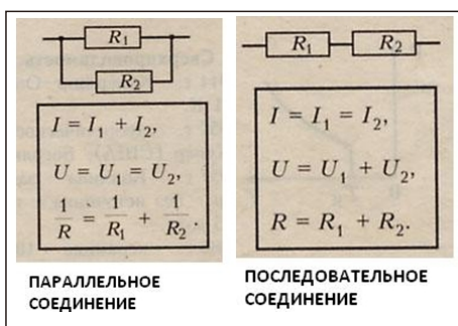 R₁
R₂
I = I₁ + I₂,
U = U₁ = U₂,
1/R = 1/R₁ + 1/R₂.
ПАРАЛЛЕЛЬНОЕ
СОЕДИНЕНИЕ
R₁ R₂
I = I₁ = I₂,
U = U₁ + U₂,
R = R₁ + R₂.
ПОСЛЕДОВАТЕЛЬНОЕ
СОЕДИНЕНИЕ